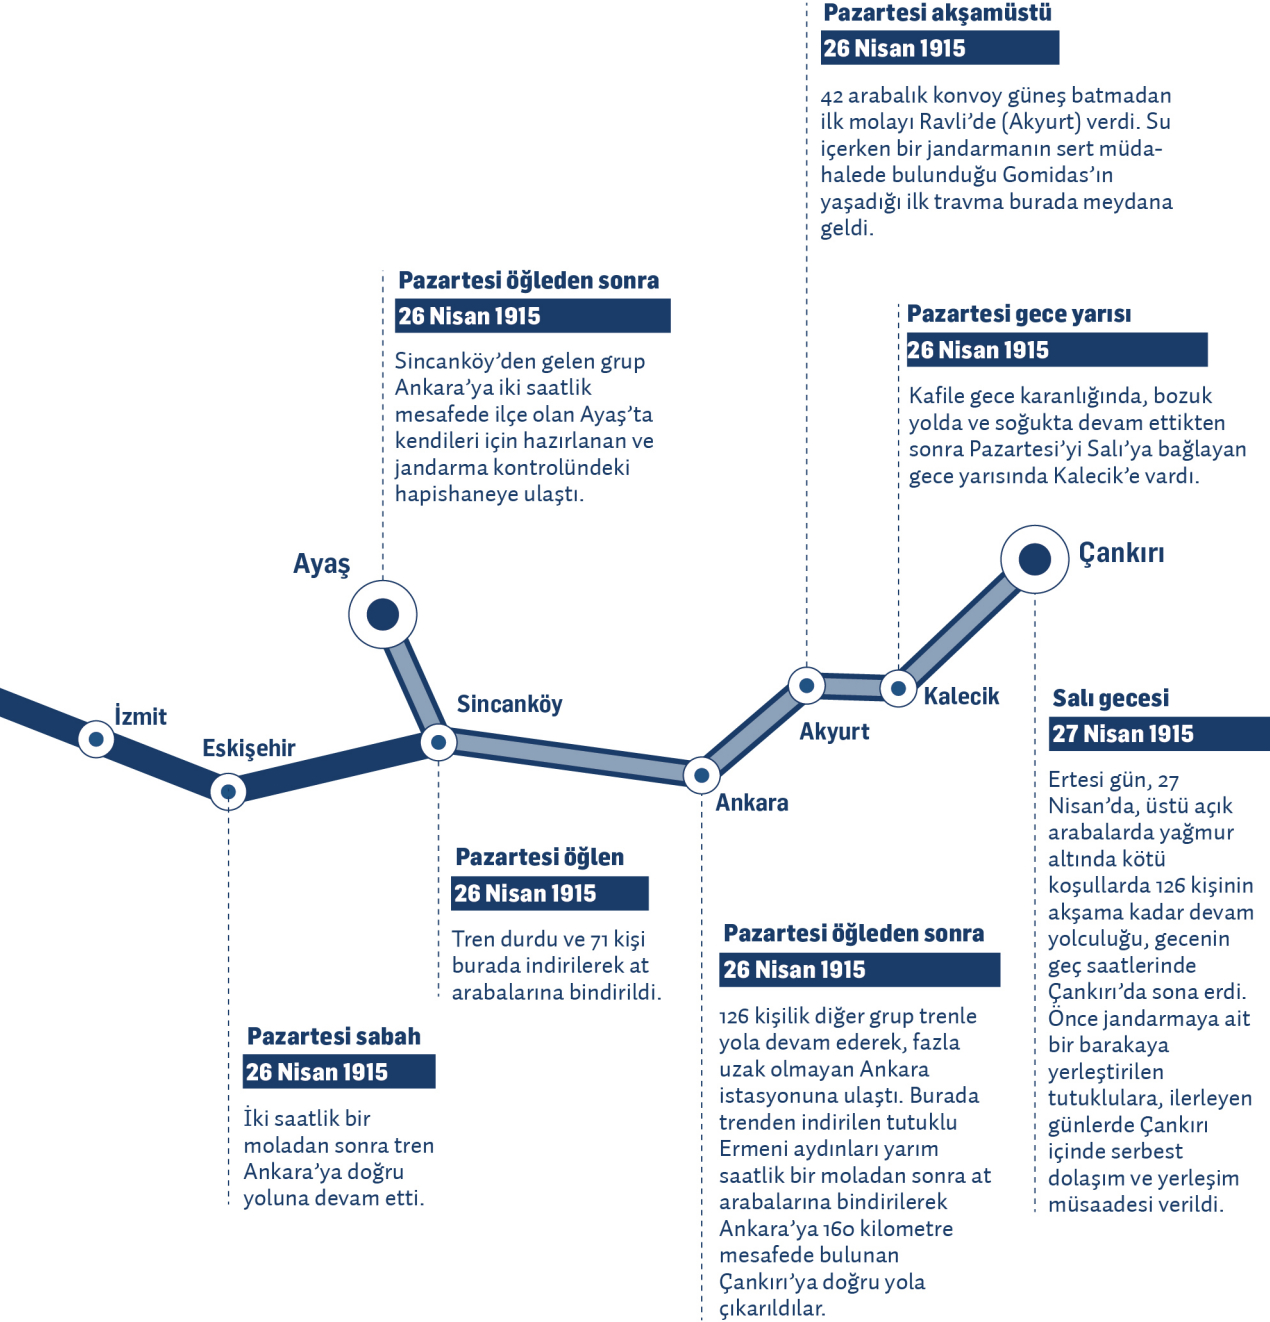 Pazartesi akşamüstü
26 Nisan 1915
42 arabalık konvoy güneş batmadan
ilk molayı Ravli’de (Akyurt) verdi. Su
içerken bir jandarmanın sert müda-
halede bulunduğu Gomidas’ın
yaşadığı ilk travma burada meydana
geldi.
Pazartesi öğleden sonra
26 Nisan 1915
Sincanköy’den gelen grup
Ankara’ya iki saatlik
mesafede ilçe olan Ayaş’ta
kendileri için hazırlanan ve
jandarma kontrolündeki
hapishaneye ulaştı.
Pazartesi gece yarısı
26 Nisan 1915
Kafile gece karanlığında, bozuk
yolda ve soğukta devam ettikten
sonra Pazartesi’yi Salı’ya bağlayan
gece yarısında Kalecik’e vardı.
Ayaş
Çankırı
İzmit
Eskişehir
Sincanköy
Ankara
Akyurt
Kalecik
Pazartesi sabah
26 Nisan 1915
İki saatlik bir
moladan sonra tren
Ankara’ya doğru
yoluna devam etti.
Pazartesi öğlen
26 Nisan 1915
Tren durdu ve 71 kişi
burada indirilerek at
arabalarına bindirildi.
Pazartesi öğleden sonra
26 Nisan 1915
126 kişilik diğer grup trenle
yola devam ederek, fazla
uzak olmayan Ankara
istasyonuna ulaştı. Burada
trenden indirilen tutuklu
Ermeni aydınları yarım
saatlik bir moladan sonra at
arabalarına bindirilerek
Ankara’ya 160 kilometre
mesafede bulunan
Çankırı’ya doğru yola
çıkarıldılar.
Salı gecesi
27 Nisan 1915
Ertesi gün, 27
Nisan’da, üstü açık
arabalarda yağmur
altında kötü
koşullarda 126 kişinin
akşama kadar devam
yolculuğu, gecenin
geç saatlerinde
Çankırı’da sona erdi.
Önce jandarmaya ait
bir barakaya
yerleştirilen
tutuklulara, ilerleyen
günlerde Çankırı
içinde serbest
dolaşım ve yerleşim
müsaadesi verildi.